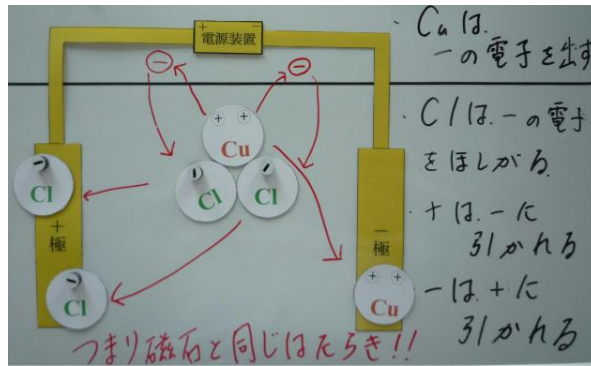 + 電源装置 −
− −
+ +
Cu
− Cl
Cl
− Cl
+極
− Cl
−極
+ +
Cu
・Cuは、
−の電子を出す
・Clは、−の電子
をほしがる
・+は、−に
引かれる
−は、+に
引かれる
つまり磁石と同じはたらき!!